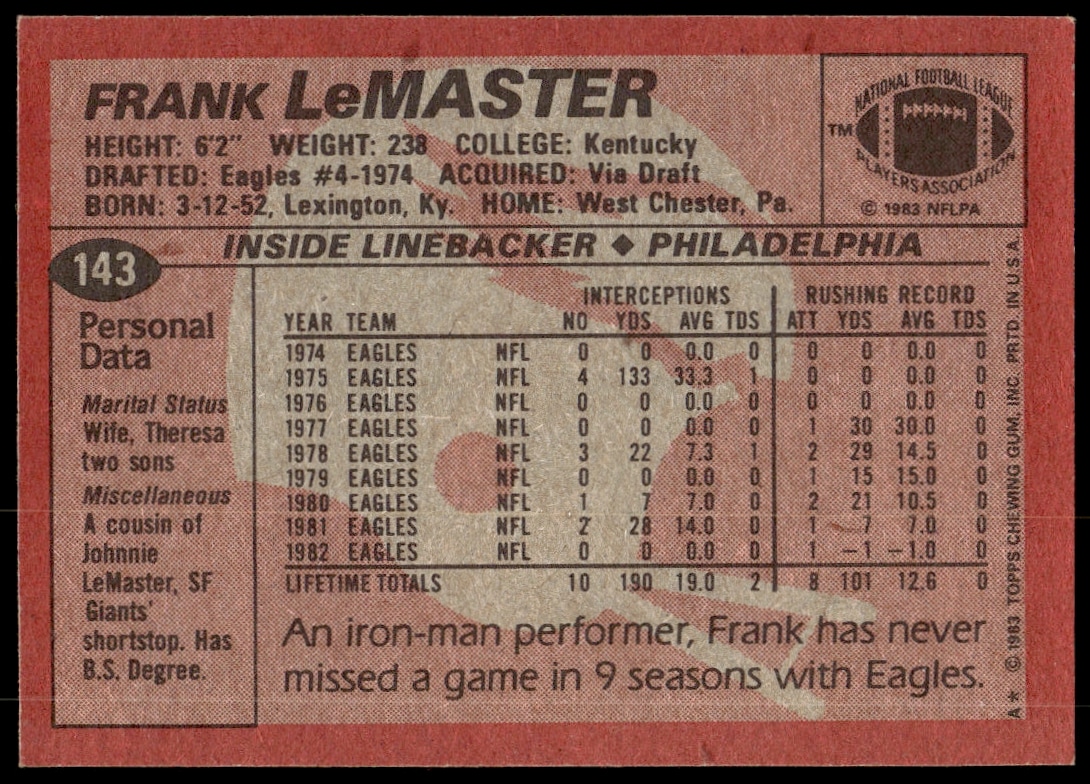 FRANK LeMASTER
HEIGHT: 6'2" WEIGHT: 238 COLLEGE: Kentucky
DRAFTED: Eagles #4-1974 ACQUIRED: Via Draft
BORN: 3-12-52, Lexington, Ky. HOME: West Chester, Pa.
NATIONAL FOOTBALL LEAGUE
TM
PLAYERS ASSOCIATION
© 1983 NFLPA
INSIDE LINEBACKER ♦ PHILADELPHIA
143
Personal
Data
Marital Status
Wife, Theresa
two sons
Miscellaneous
A cousin of
Johnnie
LeMaster, SF
Giants'
shortstop. Has
B.S. Degree.
INTERCEPTIONS RUSHING RECORD
YEAR TEAM NO YDS AVG TDS ATT YDS AVG TDS
1974 EAGLES NFL 0 0 0.0 0 0 0 0.0 0
1975 EAGLES NFL 4 133 33.3 1 0 0 0.0 0
1976 EAGLES NFL 0 0 0.0 0 0 0 0.0 0
1977 EAGLES NFL 0 0 0.0 0 1 30 30.0 0
1978 EAGLES NFL 3 22 7.3 1 2 29 14.5 0
1979 EAGLES NFL 0 0 0.0 0 1 15 15.0 0
1980 EAGLES NFL 1 7 7.0 0 2 21 10.5 0
1981 EAGLES NFL 2 28 14.0 0 1 7 7.0 0
1982 EAGLES NFL 0 0 0.0 0 1 –1 –1.0 0
LIFETIME TOTALS 10 190 19.0 2 8 101 12.6 0
An iron-man performer, Frank has never
missed a game in 9 seasons with Eagles.
A* © 1983 TOPPS CHEWING GUM, INC. PRTD. IN U.S.A.